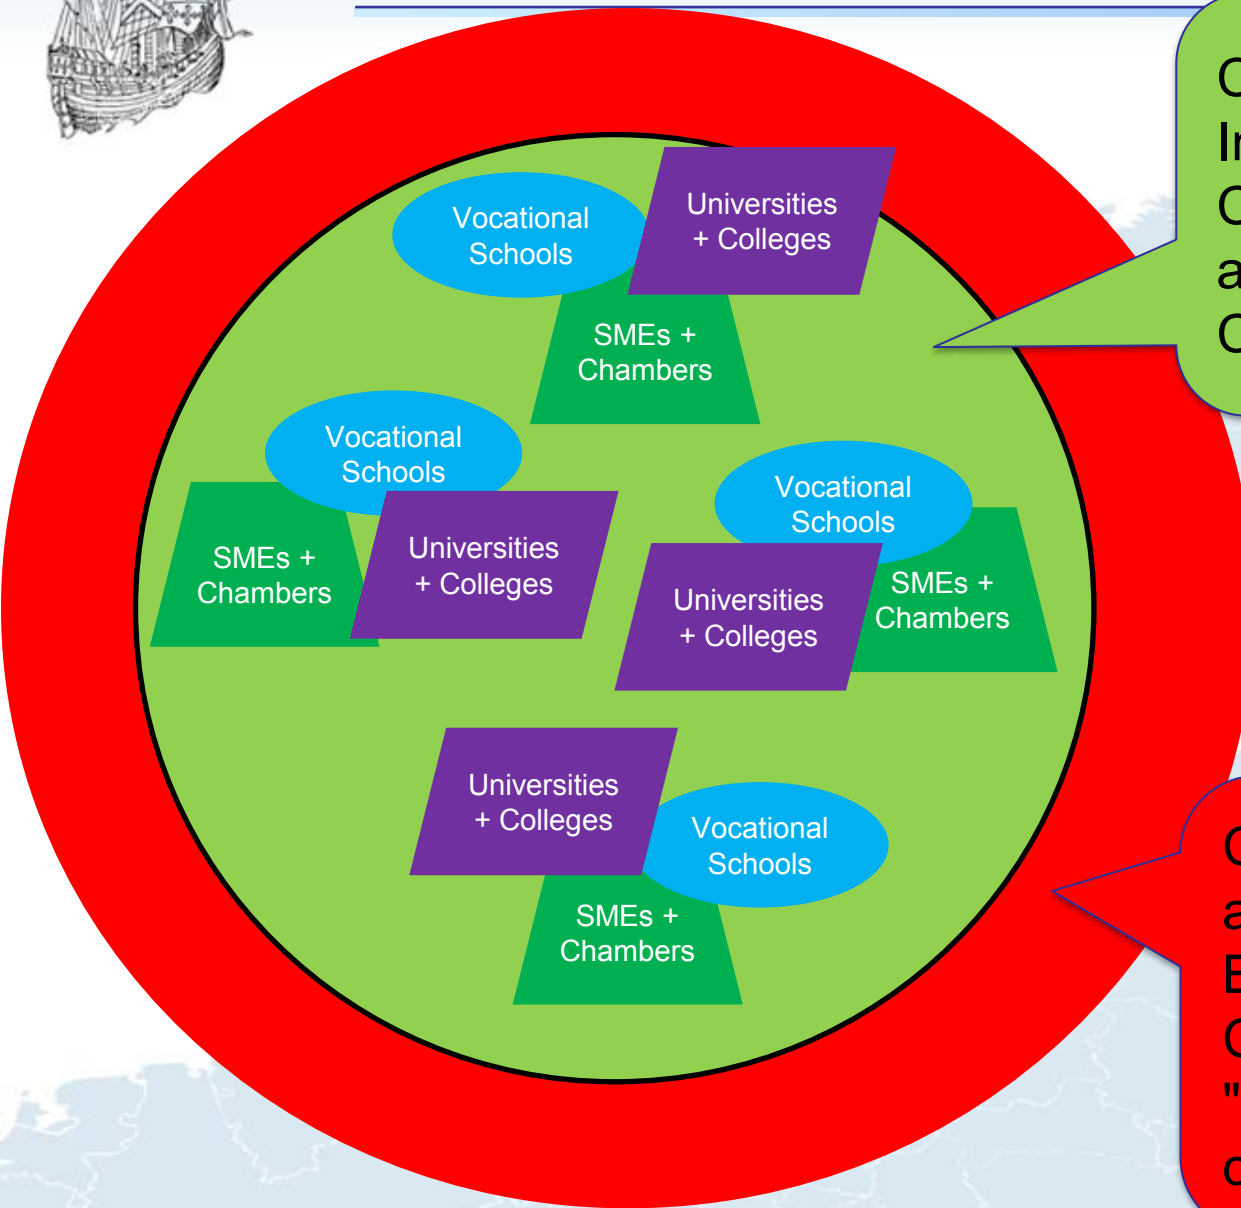 Vocational
Schools
Universities
+ Colleges
SMEs +
Chambers
Vocational
Schools
SMEs +
Chambers
Universities
+ Colleges
Vocational
Schools
Universities
+ Colleges
SMEs +
Chambers
Universities
+ Colleges
Vocational
Schools
SMEs +
Chambers